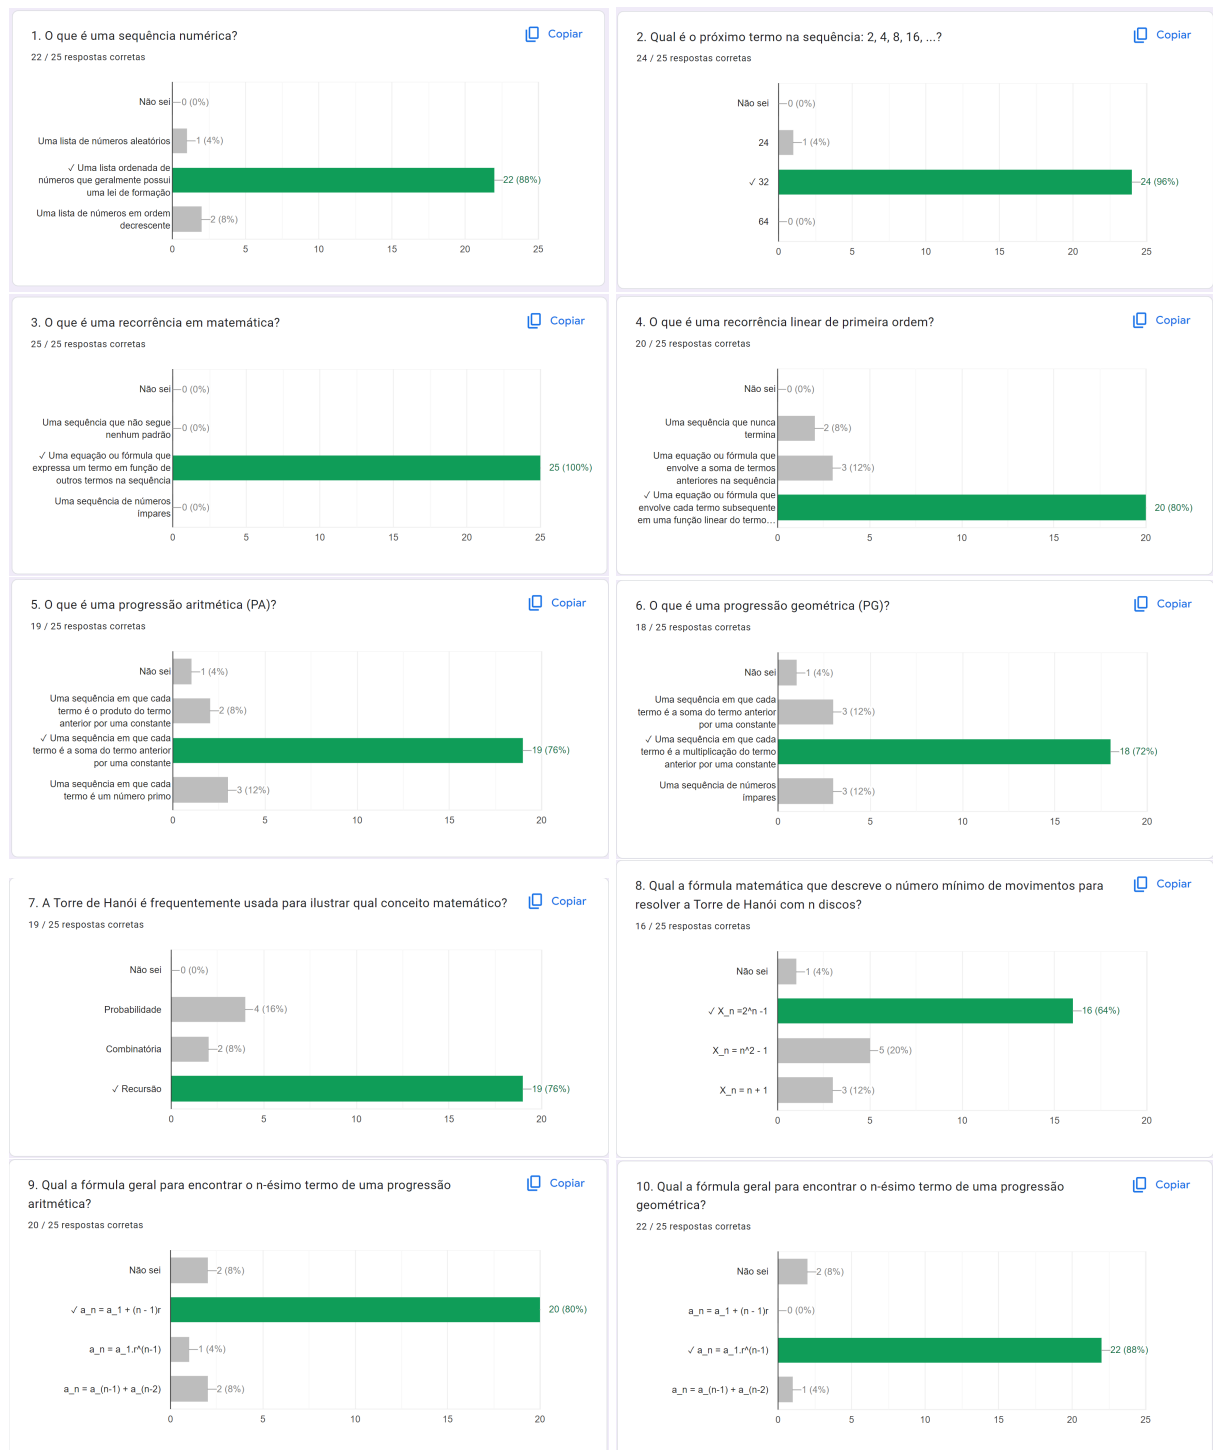 1. O que é uma sequência numérica?
Copiar
22 / 25 respostas corretas
Não sei
0 (0%)
Uma lista de números aleatórios
1 (4%)
✓ Uma lista ordenada de
números que geralmente possui
uma lei de formação
22 (88%)
Uma lista de números em ordem
decrescente
2 (8%)
0 5 10 15 20 25
2. Qual é o próximo termo na sequência: 2, 4, 8, 16, ...?
Copiar
24 / 25 respostas corretas
Não sei
0 (0%)
24
1 (4%)
✓ 32
24 (96%)
64
0 (0%)
0 5 10 15 20 25
3. O que é uma recorrência em matemática?
Copiar
25 / 25 respostas corretas
Não sei
0 (0%)
Uma sequência que não segue
nenhum padrão
0 (0%)
✓ Uma equação ou fórmula que
expressa um termo em função de
outros termos na sequência
25 (100%)
Uma sequência de números
ímpares
0 (0%)
0 5 10 15 20 25
4. O que é uma recorrência linear de primeira ordem?
Copiar
20 / 25 respostas corretas
Não sei
0 (0%)
Uma sequência que nunca
termina
2 (8%)
Uma equação ou fórmula que
envolve a soma de termos
anteriores na sequência
3 (12%)
✓ Uma equação ou fórmula que
envolve cada termo subsequente
em uma função linear do termo…
20 (80%)
0 5 10 15 20
5. O que é uma progressão aritmética (PA)?
Copiar
19 / 25 respostas corretas
Não sei
1 (4%)
Uma sequência em que cada
termo é o produto do termo
anterior por uma constante
2 (8%)
✓ Uma sequência em que cada
termo é a soma do termo anterior
por uma constante
19 (76%)
Uma sequência em que cada
termo é um número primo
3 (12%)
0 5 10 15 20
6. O que é uma progressão geométrica (PG)?
Copiar
18 / 25 respostas corretas
Não sei
1 (4%)
Uma sequência em que cada
termo é a soma do termo anterior
por uma constante
3 (12%)
✓ Uma sequência em que cada
termo é a multiplicação do termo
anterior por uma constante
18 (72%)
Uma sequência de números
ímpares
3 (12%)
0 5 10 15 20
7. A Torre de Hanói é frequentemente usada para ilustrar qual conceito matemático?
Copiar
19 / 25 respostas corretas
Não sei
0 (0%)
Probabilidade
4 (16%)
Combinatória
2 (8%)
✓ Recursão
19 (76%)
0 5 10 15 20
8. Qual a fórmula matemática que descreve o número mínimo de movimentos para
resolver a Torre de Hanói com n discos?
Copiar
16 / 25 respostas corretas
Não sei
1 (4%)
✓ X_n =2^n -1
16 (64%)
X_n = n^2 - 1
5 (20%)
X_n = n + 1
3 (12%)
0 5 10 15 20
9. Qual a fórmula geral para encontrar o n-ésimo termo de uma progressão
aritmética?
Copiar
20 / 25 respostas corretas
Não sei
2 (8%)
✓ a_n = a_1 + (n - 1)r
20 (80%)
a_n = a_1.r^(n-1)
1 (4%)
a_n = a_(n-1) + a_(n-2)
2 (8%)
0 5 10 15 20
10. Qual a fórmula geral para encontrar o n-ésimo termo de uma progressão
geométrica?
Copiar
22 / 25 respostas corretas
Não sei
2 (8%)
a_n = a_1 + (n - 1)r
0 (0%)
✓ a_n = a_1.r^(n-1)
22 (88%)
a_n = a_(n-1) + a_(n-2)
1 (4%)
0 5 10 15 20 25